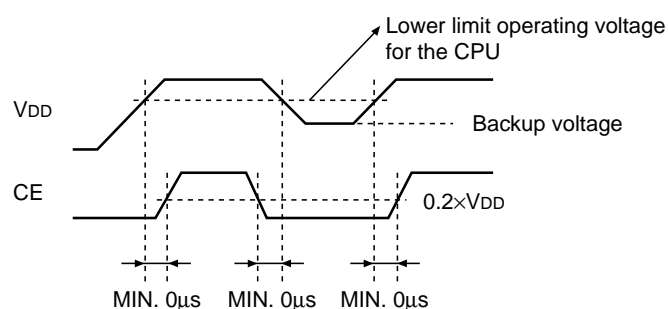 Lower limit operating voltage
for the CPU
VDD
Backup voltage
CE
0.2×VDD
MIN. 0μs MIN. 0μs MIN. 0μs